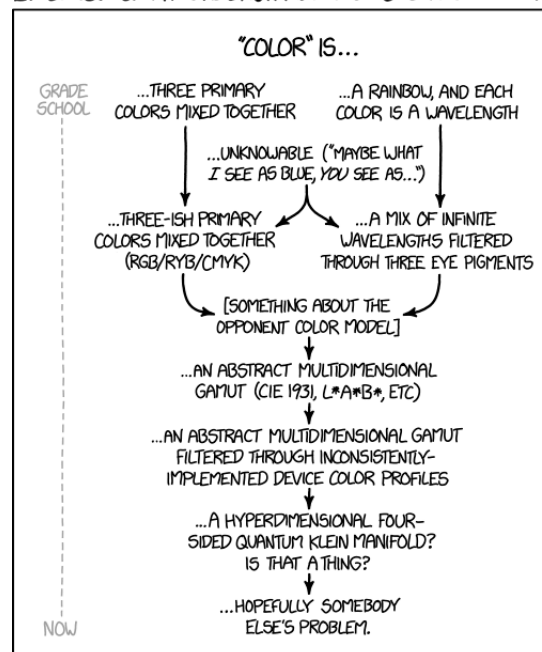 "COLOR" IS...
GRADE
SCHOOL
...THREE PRIMARY
COLORS MIXED TOGETHER
...A RAINBOW, AND EACH
COLOR IS A WAVELENGTH
...UNKNOWABLE ("MAYBE WHAT
I SEE AS BLUE, YOU SEE AS...")
...THREE-ISH PRIMARY
COLORS MIXED TOGETHER
(RGB/RYB/CMYK)
...A MIX OF INFINITE
WAVELENGTHS FILTERED
THROUGH THREE EYE PIGMENTS
[SOMETHING ABOUT THE
OPPONENT COLOR MODEL]
...AN ABSTRACT MULTIDIMENSIONAL
GAMUT (CIE 1931, L*A*B*, ETC)
...AN ABSTRACT MULTIDIMENSIONAL GAMUT
FILTERED THROUGH INCONSISTENTLY-
IMPLEMENTED DEVICE COLOR PROFILES
...A HYPERDIMENSIONAL FOUR-
SIDED QUANTUM KLEIN MANIFOLD?
IS THAT A THING?
...HOPEFULLY SOMEBODY
ELSE'S PROBLEM.
NOW